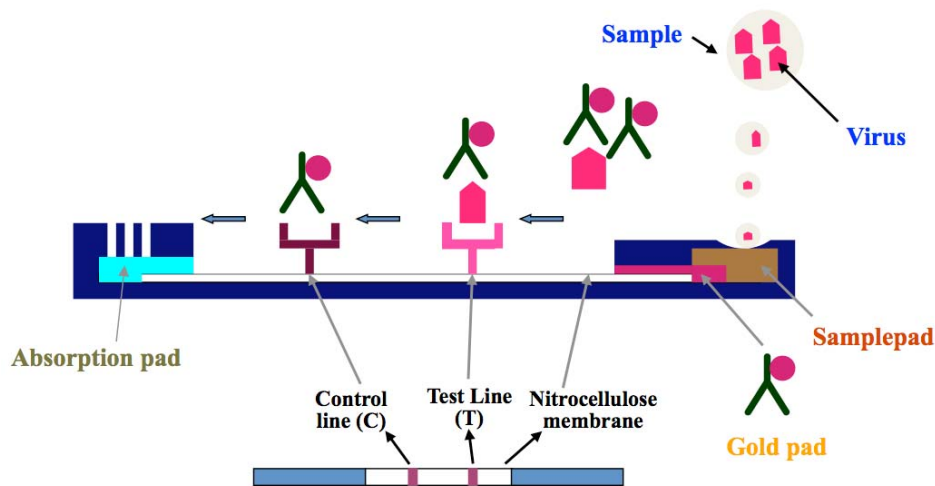 Sample
Virus
Absorption pad
Samplepad
Control
line (C)
Test Line
(T)
Nitrocellulose
membrane
Gold pad